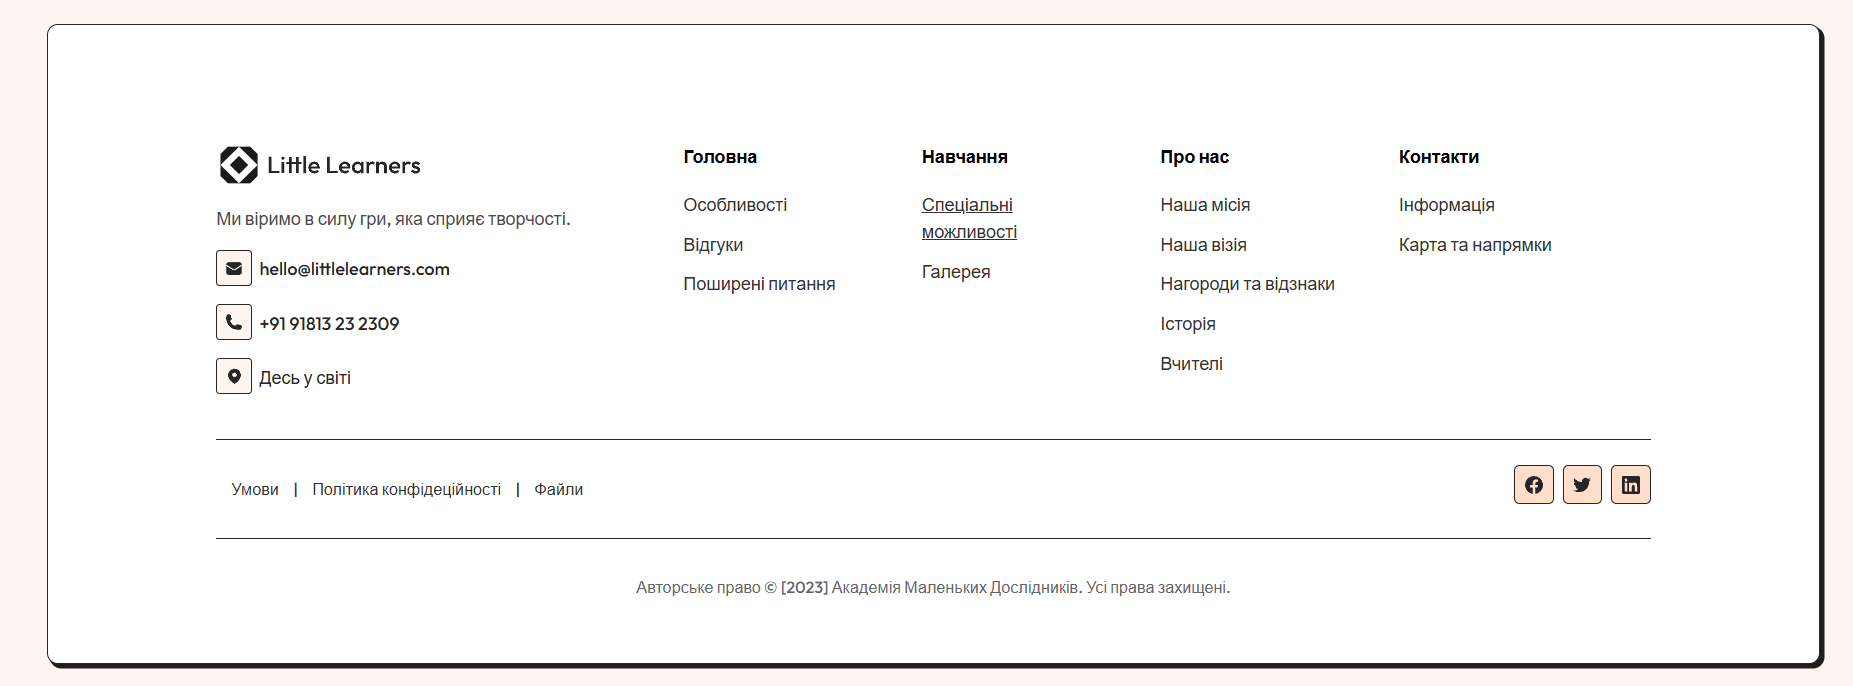 Little Learners
Ми віримо в силу гри, яка сприяє творчості.
hello@littlelearners.com
+91 91813 23 2309
Десь у світі
Головна
Особливості
Відгуки
Поширені питання
Навчання
Спеціальні
можливості
Галерея
Про нас
Наша місія
Наша візія
Нагороди та відзнаки
Історія
Вчителі
Контакти
Інформація
Карта та напрямки
Умови | Політика конфідеційності | Файли
Авторське право © [2023] Академія Маленьких Дослідників. Усі права захищені.